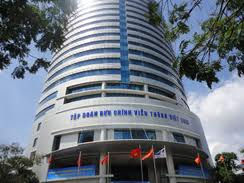 TẬP ĐOÀN BƯU CHÍNH VIỄN THÔNG VIỆT NAM